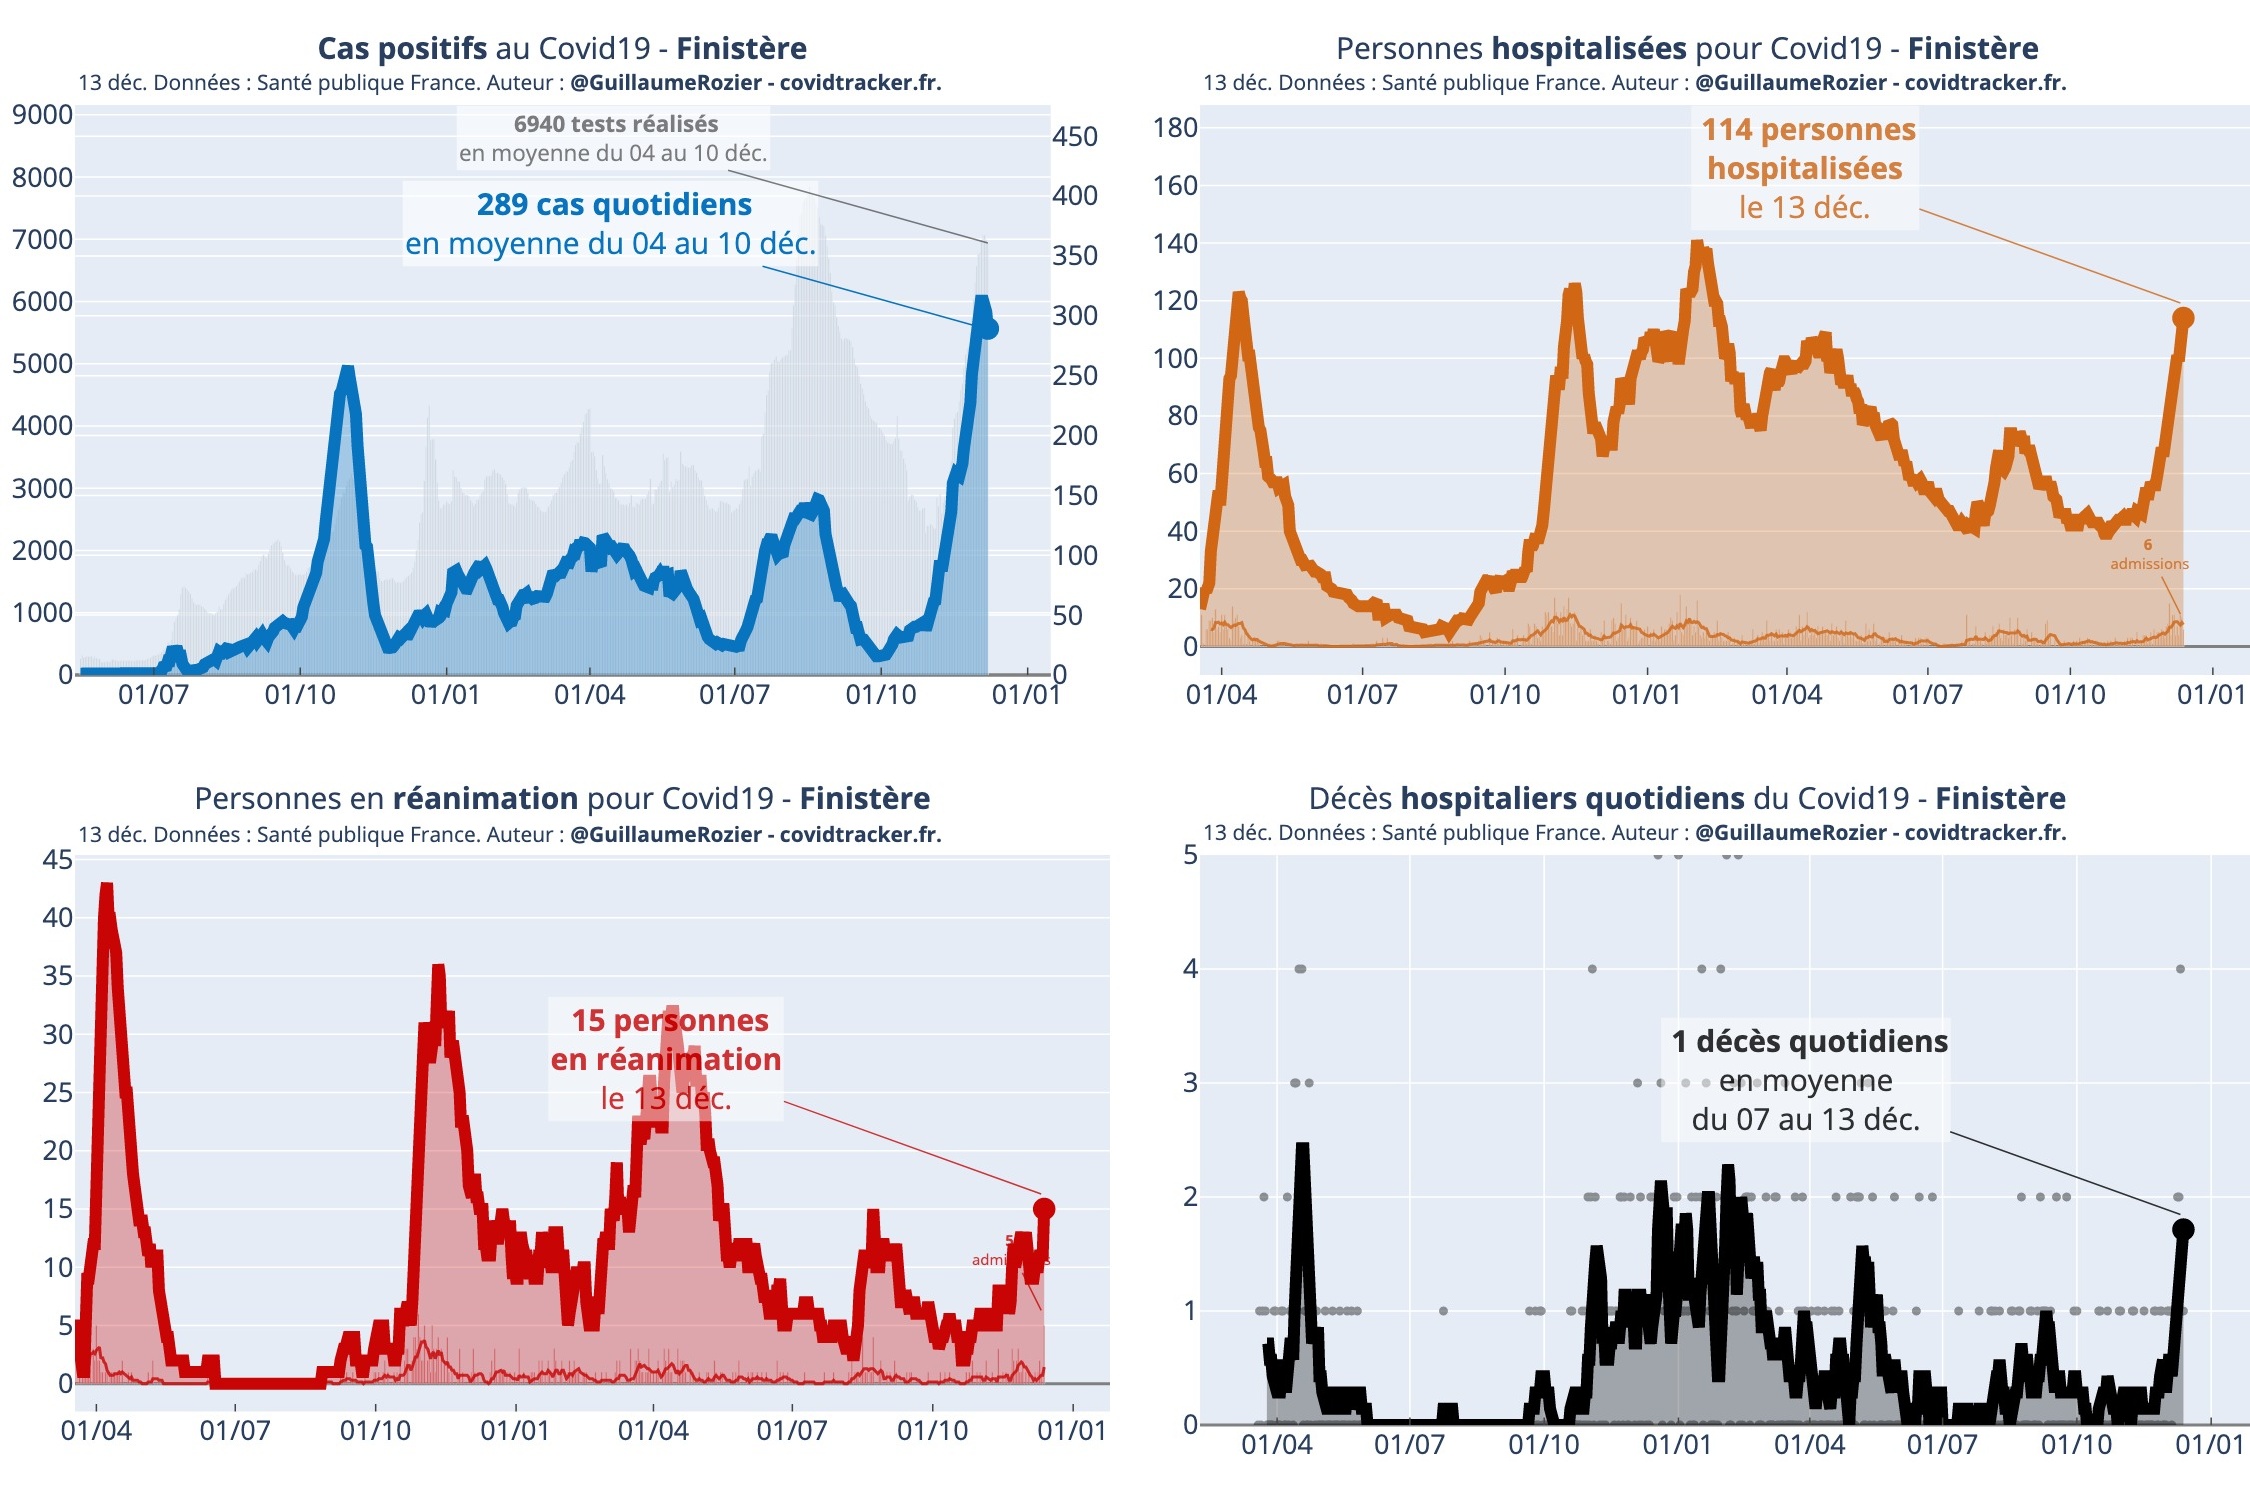 Cas positifs au Covid19 - Finistère
13 déc. Données : Santé publique France. Auteur : @GuillaumeRozier - covidtracker.fr.
6940 tests réalisés
en moyenne du 04 au 10 déc.
289 cas quotidiens
en moyenne du 04 au 10 déc.
9000
8000
7000
6000
5000
4000
3000
2000
1000
0
450
400
350
300
250
200
150
100
50
0
01/07 01/10 01/01 01/04 01/07 01/10 01/01
Personnes hospitalisées pour Covid19 - Finistère
13 déc. Données : Santé publique France. Auteur : @GuillaumeRozier - covidtracker.fr.
114 personnes
hospitalisées
le 13 déc.
180
160
140
120
100
80
60
40
20
0
6
admissions
01/04 01/07 01/10 01/01 01/04 01/07 01/10 01/01
Personnes en réanimation pour Covid19 - Finistère
13 déc. Données : Santé publique France. Auteur : @GuillaumeRozier - covidtracker.fr.
15 personnes
en réanimation
le 13 déc.
45
40
35
30
25
20
15
10
5
0
5
01/04 01/07 01/10 01/01 01/04 01/07 01/10 01/01
Décès hospitaliers quotidiens du Covid19 - Finistère
13 déc. Données : Santé publique France. Auteur : @GuillaumeRozier - covidtracker.fr.
1 décès quotidiens
en moyenne
du 07 au 13 déc.
5
4
3
2
1
0
01/04 01/07 01/10 01/01 01/04 01/07 01/10 01/01